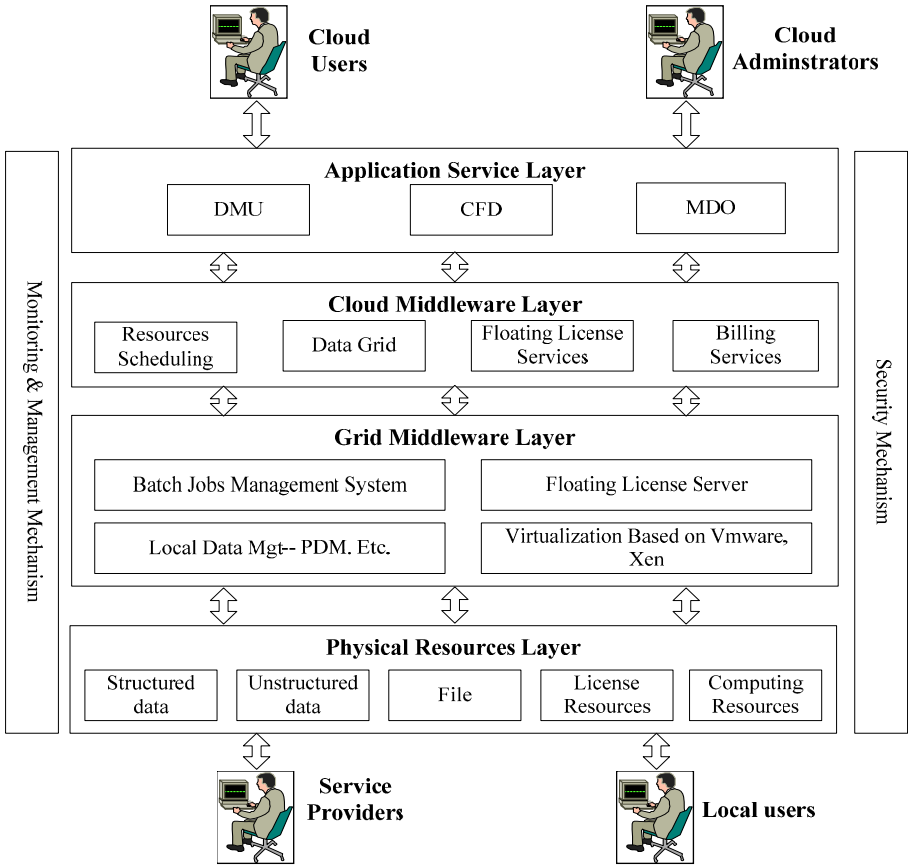 Cloud
Users
Cloud
Adminstrators
Application Service Layer
DMU
CFD
MDO
Cloud Middleware Layer
Resources
Scheduling
Data Grid
Floating License
Services
Billing
Services
Grid Middleware Layer
Batch Jobs Management System
Floating License Server
Local Data Mgt-- PDM. Etc.
Virtualization Based on Vmware,
Xen
Physical Resources Layer
Structured
data
Unstructured
data
File
License
Resources
Computing
Resources
Monitoring & Management Mechanism
Security Mechanism
Service
Providers
Local users